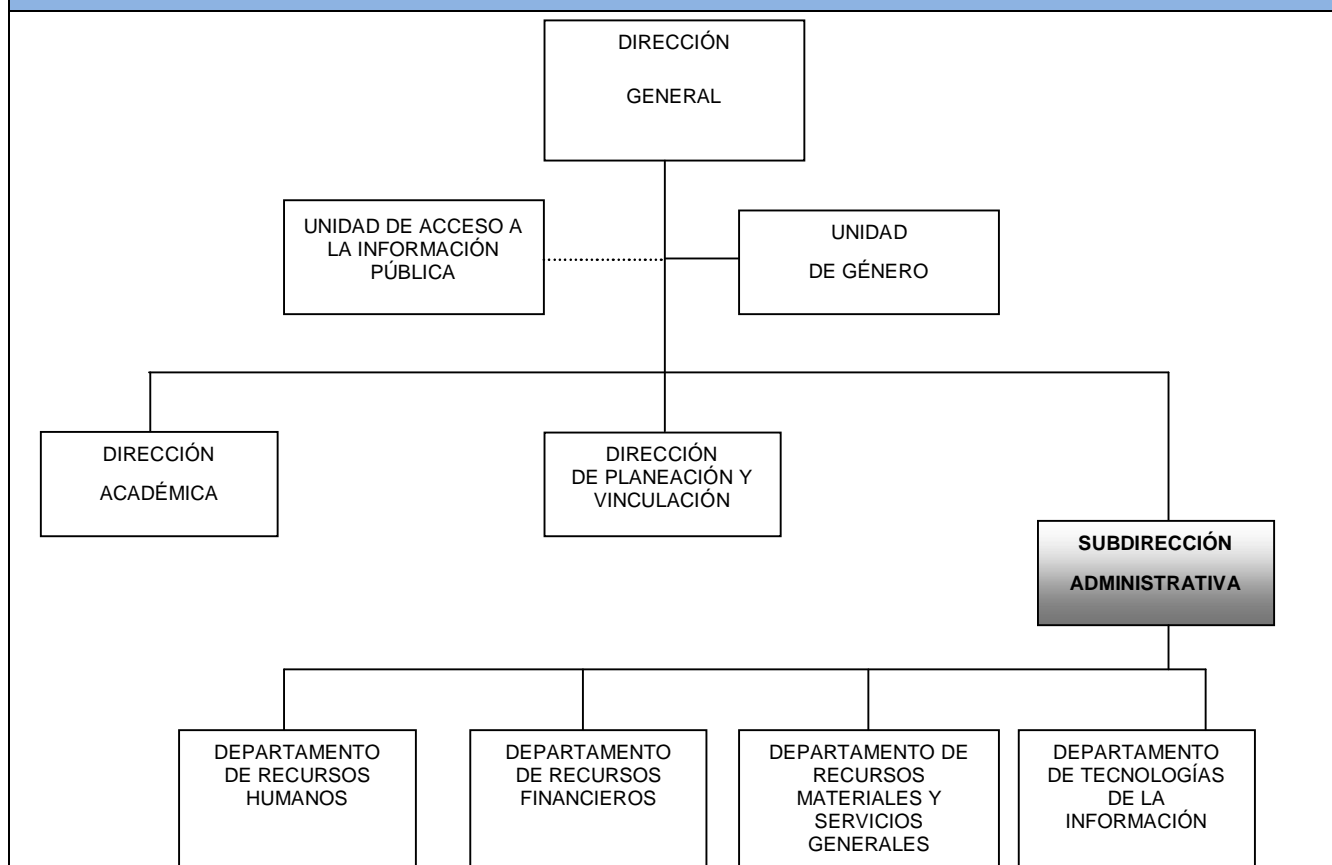 DIRECCIÓN
GENERAL
UNIDAD DE ACCESO A
LA INFORMACIÓN
PÚBLICA
UNIDAD
DE GÉNERO
DIRECCIÓN
ACADÉMICA
DIRECCIÓN
DE PLANEACIÓN Y
VINCULACIÓN
SUBDIRECCIÓN
ADMINISTRATIVA
DEPARTAMENTO
DE RECURSOS
HUMANOS
DEPARTAMENTO
DE RECURSOS
FINANCIEROS
DEPARTAMENTO DE
RECURSOS
MATERIALES Y
SERVICIOS
GENERALES
DEPARTAMENTO
DE TECNOLOGÍAS
DE LA
INFORMACIÓN